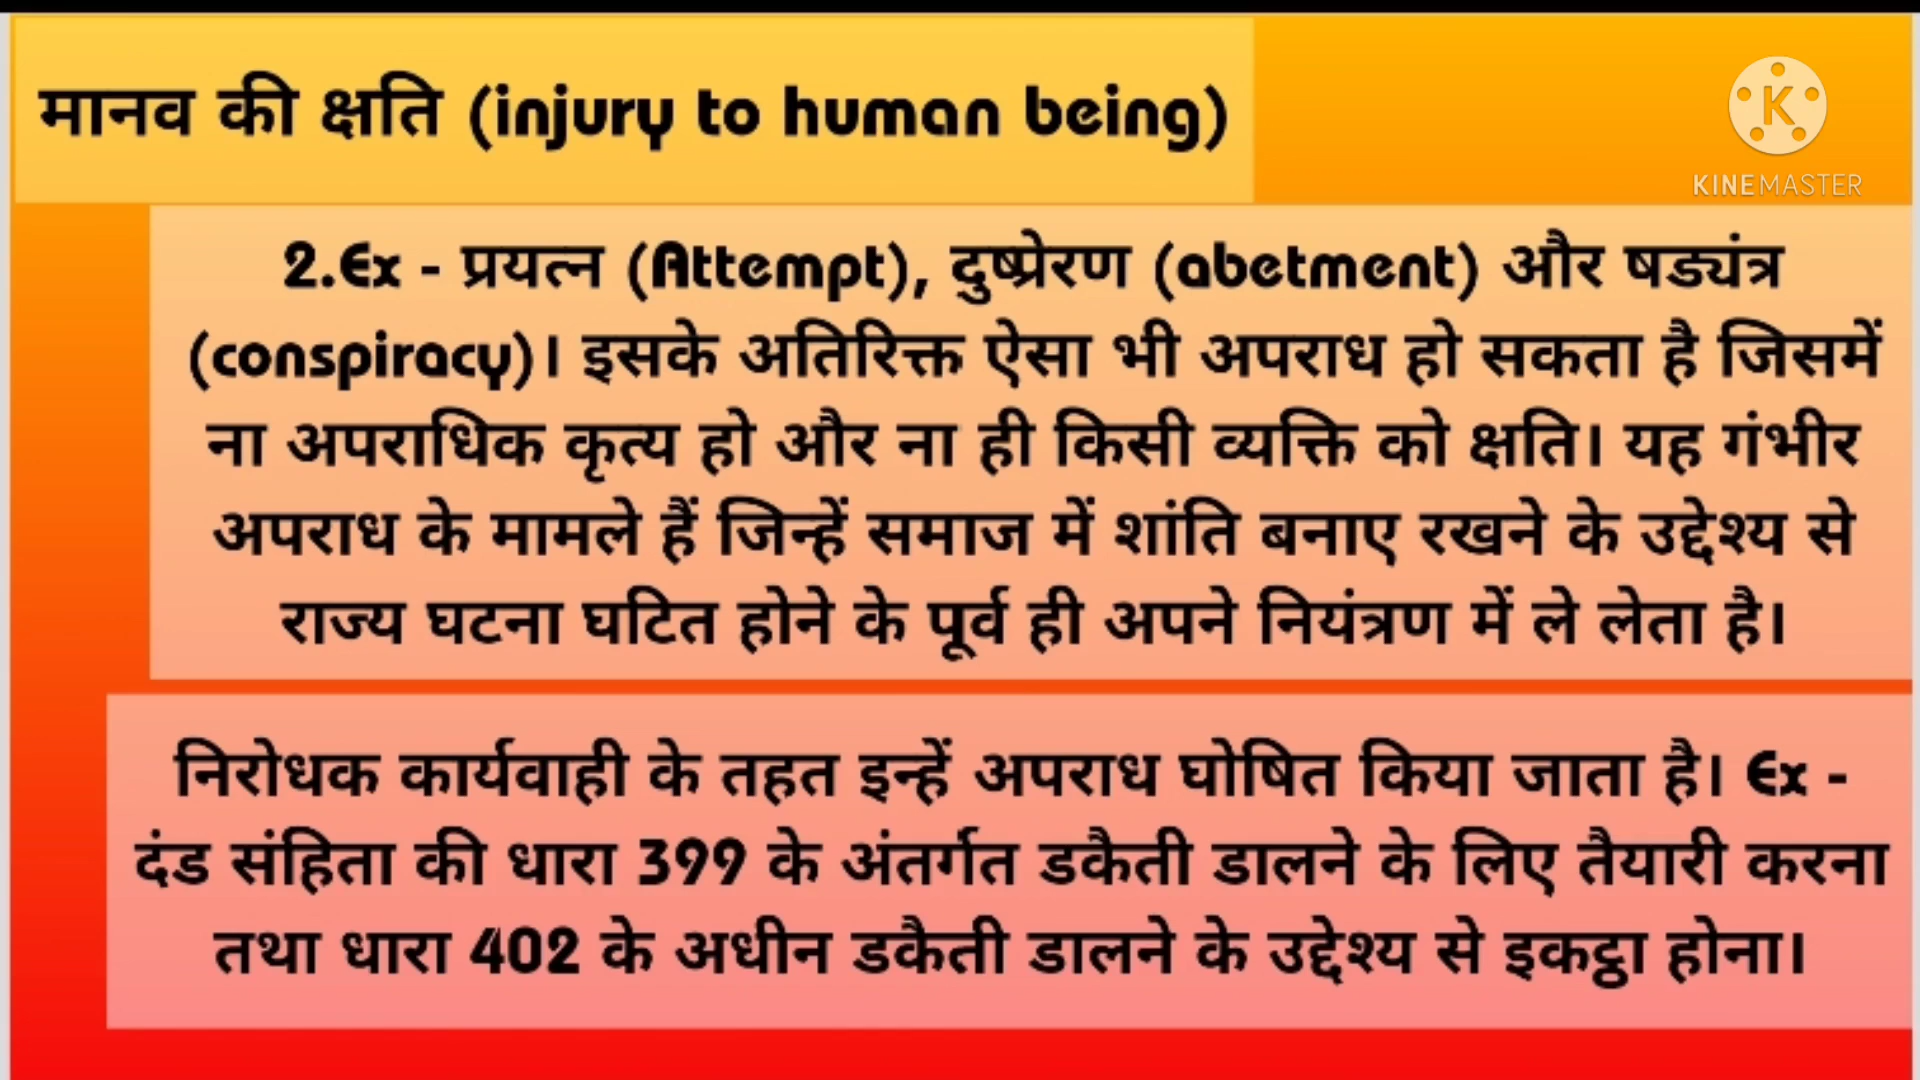 मानव की क्षति (injury to human being)
KINEMASTER
2.Ex - प्रयत्न (Attempt), दुष्प्रेरण (abetment) और षड्यंत्र
(conspiracy)। इसके अतिरिक्त ऐसा भी अपराध हो सकता है जिसमें
ना अपराधिक कृत्य हो और ना ही किसी व्यक्ति को क्षति। यह गंभीर
अपराध के मामले हैं जिन्हें समाज में शांति बनाए रखने के उद्देश्य से
राज्य घटना घटित होने के पूर्व ही अपने नियंत्रण में ले लेता है।
निरोधक कार्यवाही के तहत इन्हें अपराध घोषित किया जाता है। Ex -
दंड संहिता की धारा 399 के अंतर्गत डकैती डालने के लिए तैयारी करना
तथा धारा 402 के अधीन डकैती डालने के उद्देश्य से इकट्ठा होना।